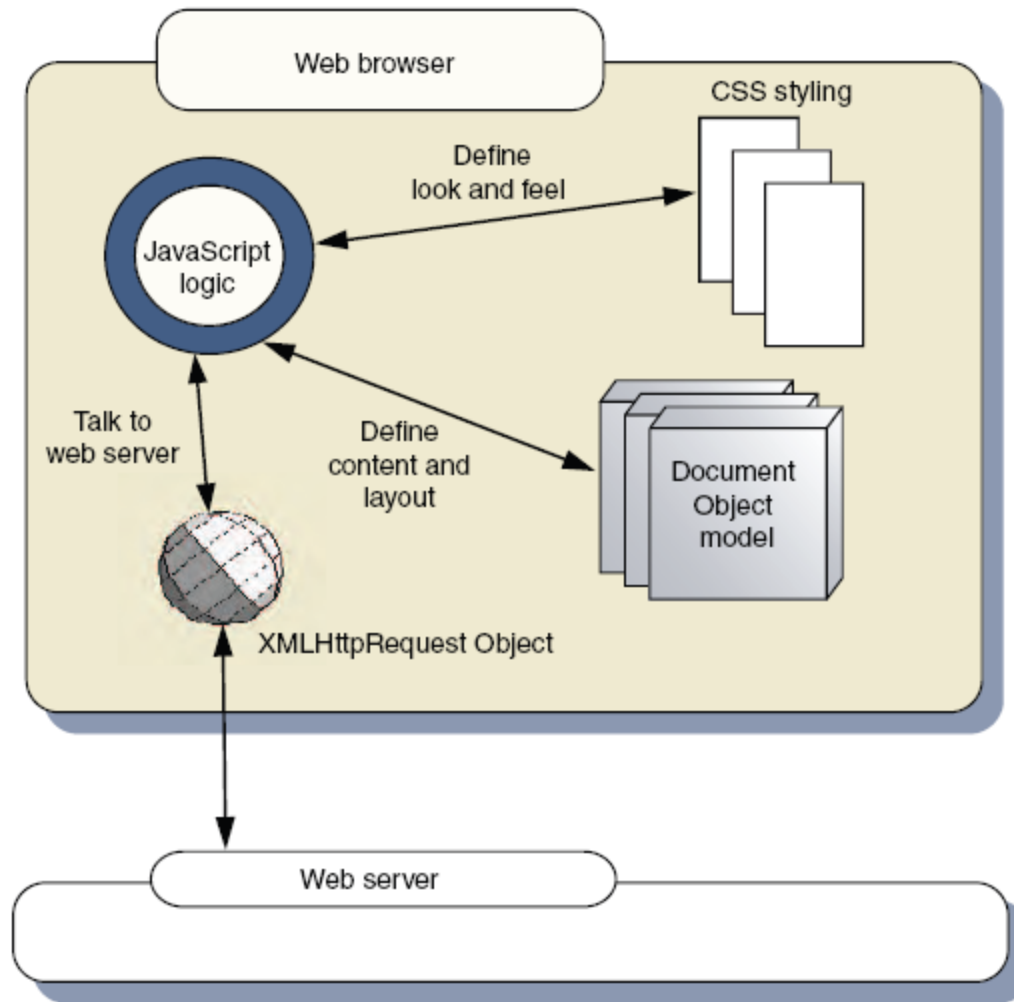 Web browser
CSS styling
Define
look and feel
JavaScript
logic
Talk to
web server
Define
content and
layout
Document
Object
model
XMLHttpRequest Object
Web server